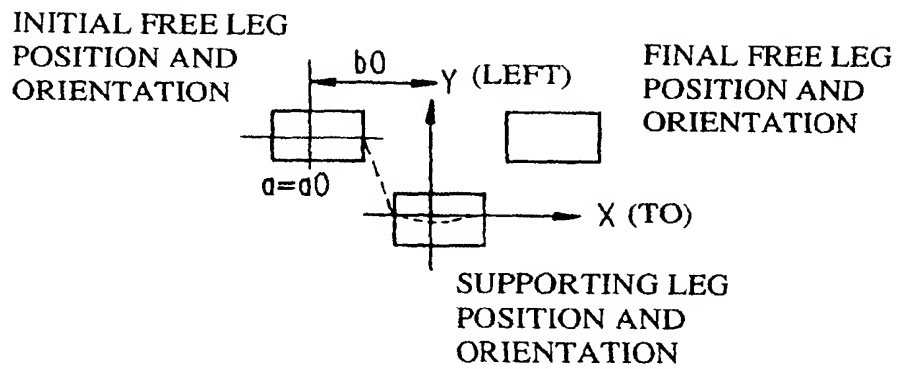 INITIAL FREE LEG
POSITION AND
ORIENTATION
b0
Y (LEFT)
FINAL FREE LEG
POSITION AND
ORIENTATION
a=a0
X (TO)
SUPPORTING LEG
POSITION AND
ORIENTATION